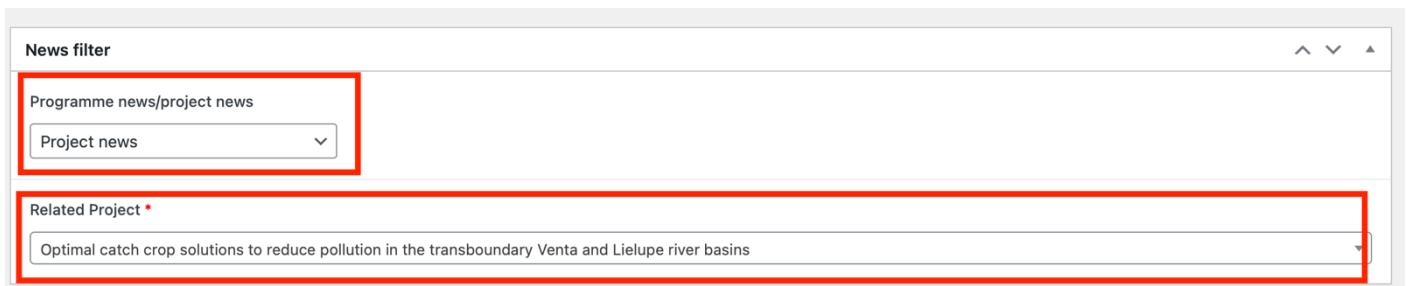 News filter
Programme news/project news
Project news
Related Project *
Optimal catch crop solutions to reduce pollution in the transboundary Venta and Lielupe river basins